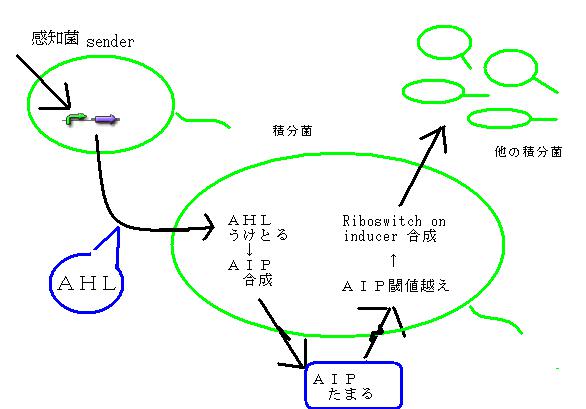 感知菌 sender
積分菌
他の積分菌
ＡＨＬ
ＡＨＬ
うけとる
↓
ＡＩＰ
合成
Riboswitch on
inducer 合成
↑
ＡＩＰ閾値越え
ＡＩＰ
たまる